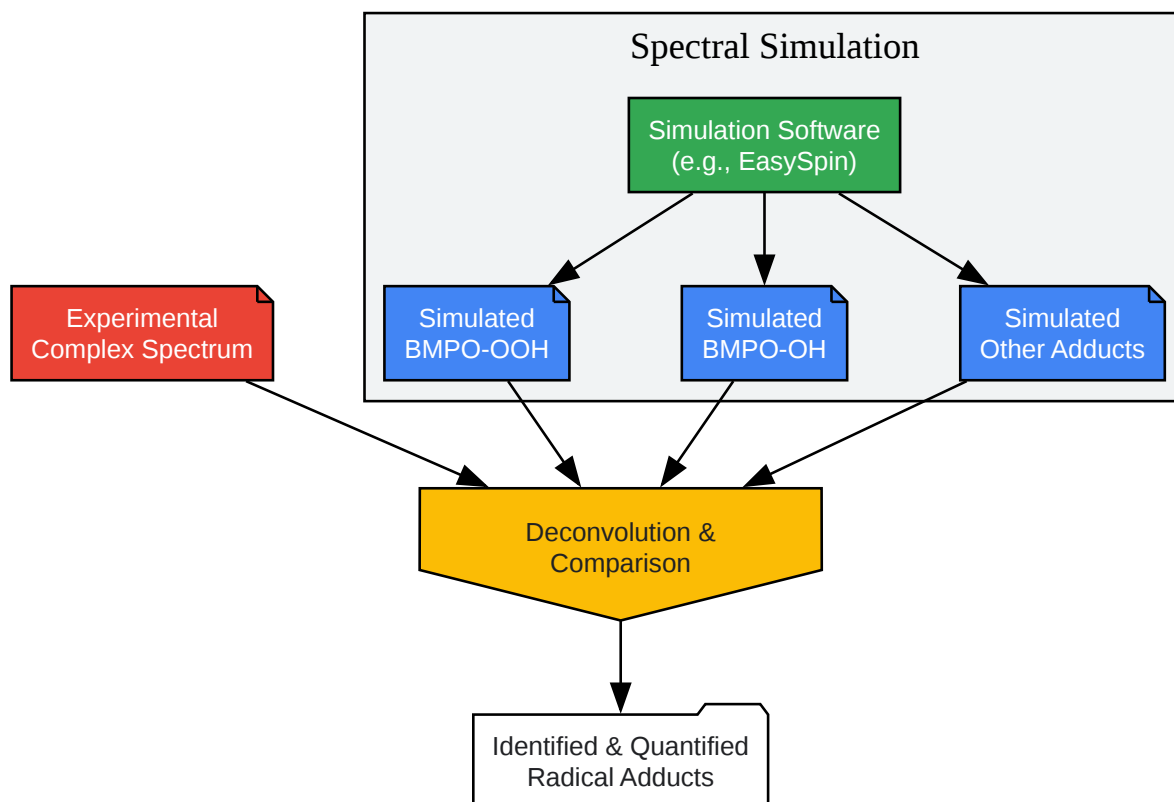 Spectral Simulation
Simulation Software
(e.g., EasySpin)
Experimental
Complex Spectrum
Simulated
BMPO-OOH
Simulated
BMPO-OH
Simulated
Other Adducts
Deconvolution &
Comparison
Identified & Quantified
Radical Adducts